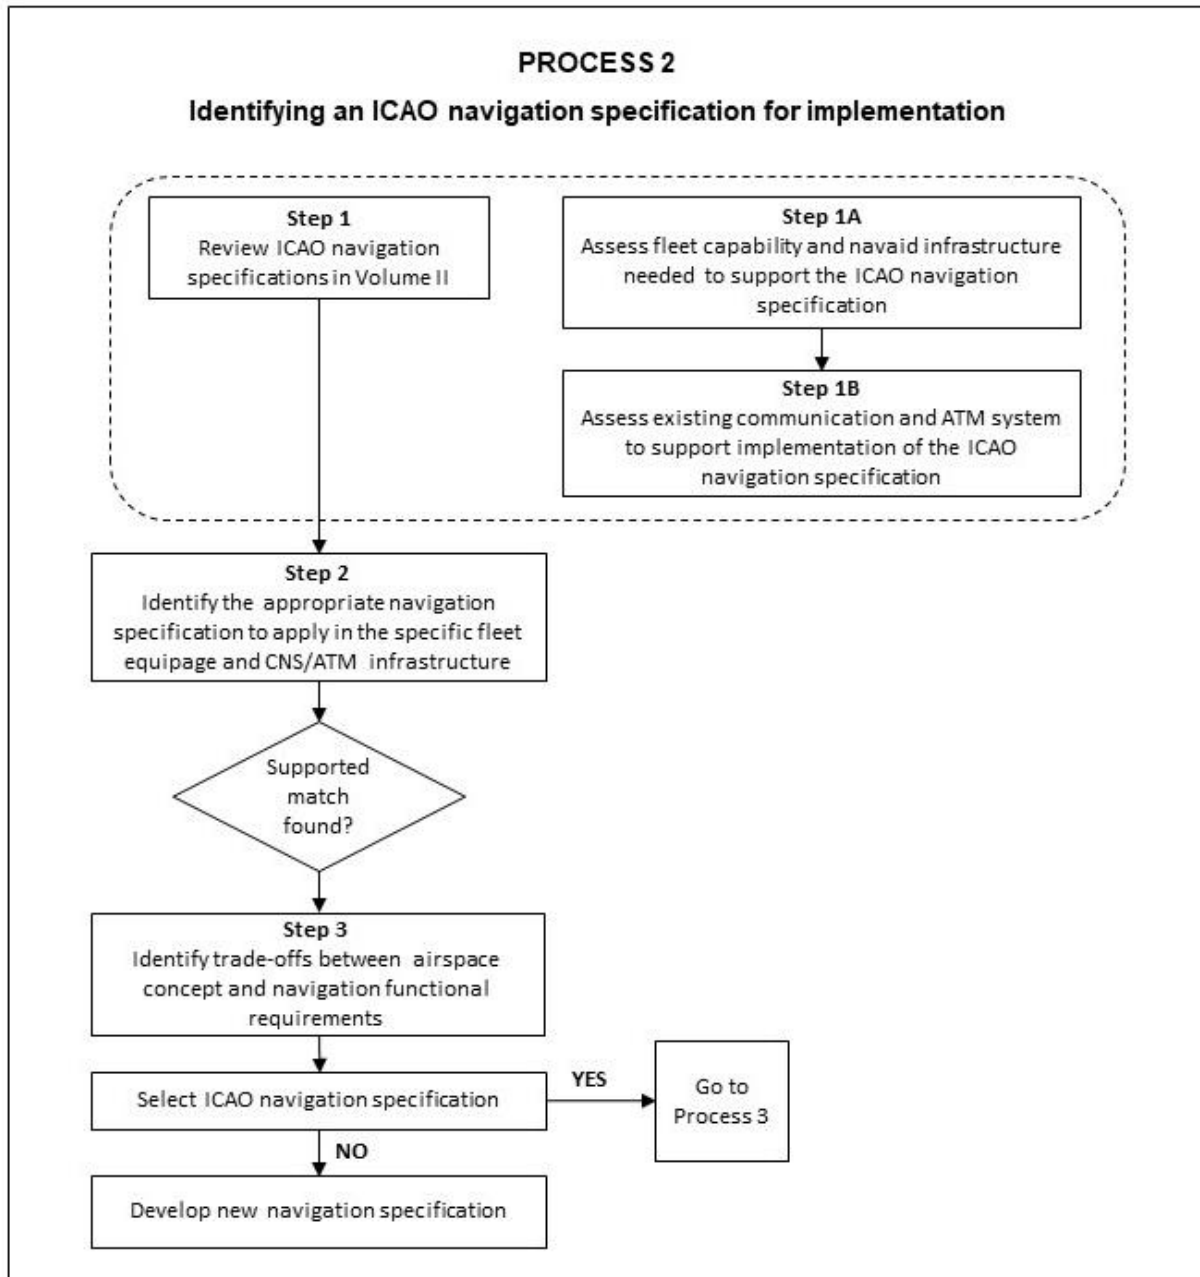 PROCESS 2
Identifying an ICAO navigation specification for implementation
Step 1
Review ICAO navigation
specifications in Volume II
Step 1A
Assess fleet capability and navaid infrastructure
needed to support the ICAO navigation
specification
Step 1B
Assess existing communication and ATM system
to support implementation of the ICAO
navigation specification
Step 2
Identify the appropriate navigation
specification to apply in the specific fleet
equipage and CNS/ATM infrastructure
Supported
match
found?
Step 3
Identify trade-offs between airspace
concept and navigation functional
requirements
Select ICAO navigation specification
YES
Go to
Process 3
NO
Develop new navigation specification